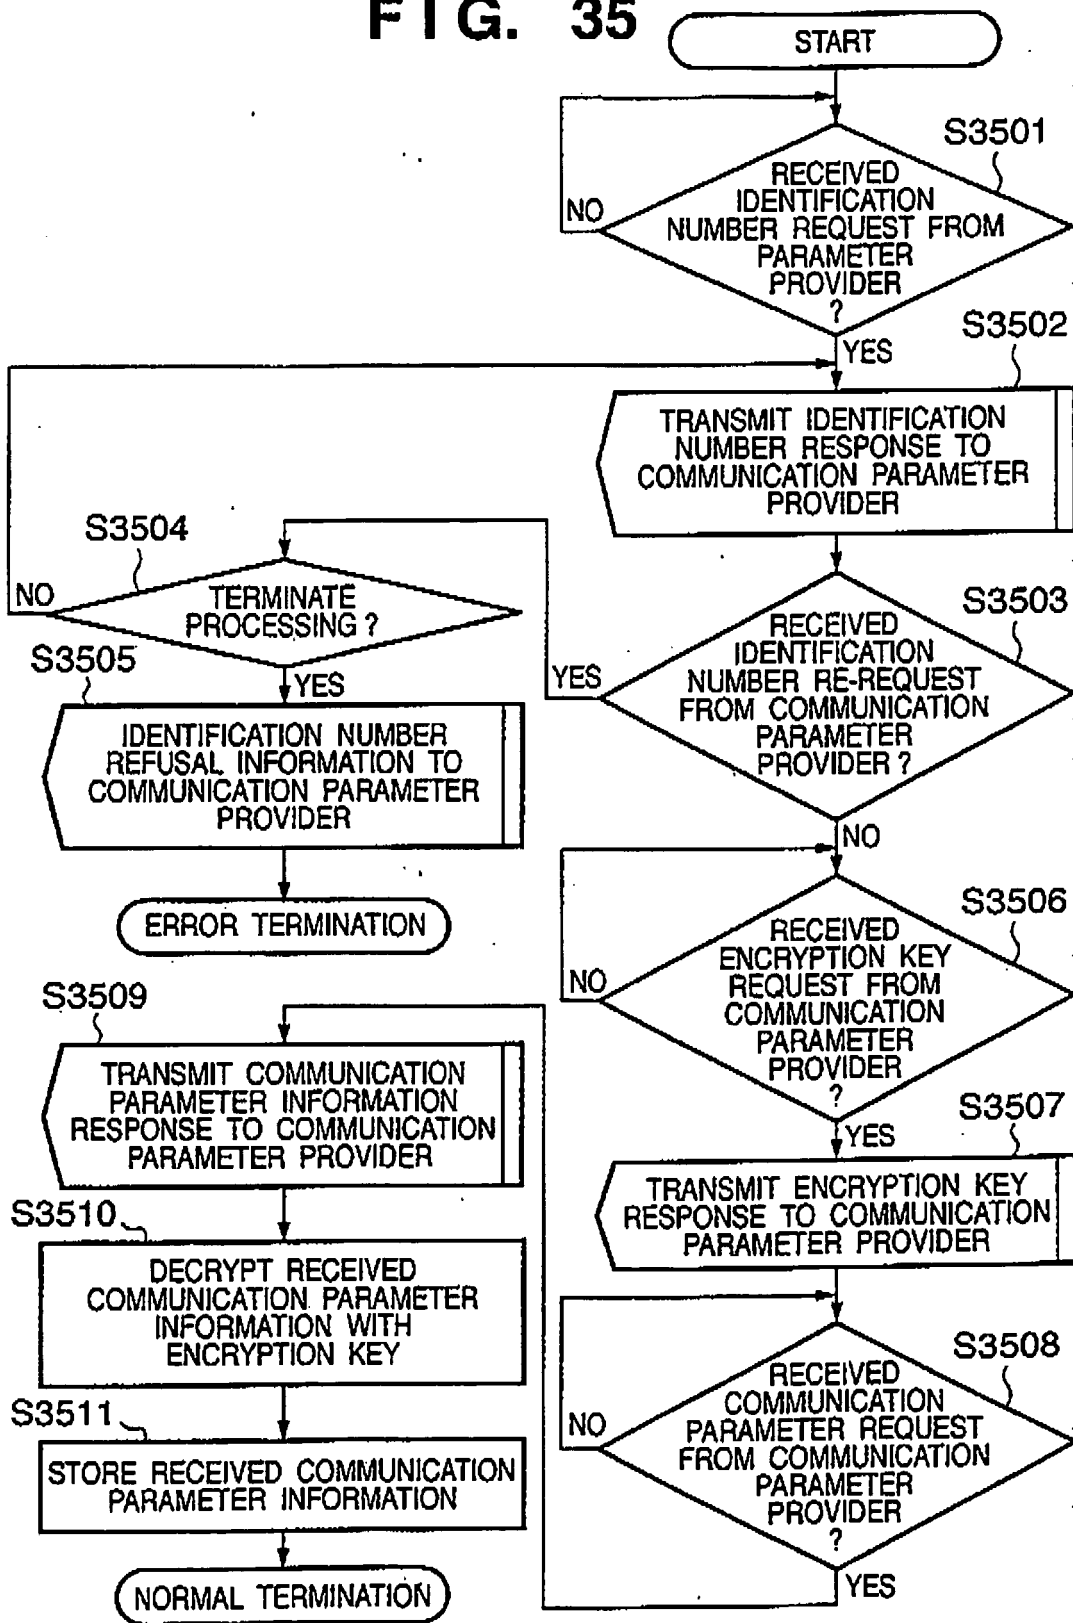 FIG. 35
START
S3501
RECEIVED
IDENTIFICATION
NUMBER REQUEST FROM
PARAMETER
PROVIDER
?
NO
YES
S3502
TRANSMIT IDENTIFICATION
NUMBER RESPONSE TO
COMMUNICATION PARAMETER
PROVIDER
S3503
RECEIVED
IDENTIFICATION
NUMBER RE-REQUEST
FROM COMMUNICATION
PARAMETER
PROVIDER ?
YES
NO
S3504
TERMINATE
PROCESSING ?
NO
YES
S3505
IDENTIFICATION NUMBER
REFUSAL INFORMATION TO
COMMUNICATION PARAMETER
PROVIDER
ERROR TERMINATION
S3506
RECEIVED
ENCRYPTION KEY
REQUEST FROM
COMMUNICATION
PARAMETER
PROVIDER
?
NO
YES
S3507
TRANSMIT ENCRYPTION KEY
RESPONSE TO COMMUNICATION
PARAMETER PROVIDER
S3508
RECEIVED
COMMUNICATION
PARAMETER REQUEST
FROM COMMUNICATION
PARAMETER
PROVIDER
?
NO
YES
S3509
TRANSMIT COMMUNICATION
PARAMETER INFORMATION
RESPONSE TO COMMUNICATION
PARAMETER PROVIDER
S3510
DECRYPT RECEIVED
COMMUNICATION PARAMETER
INFORMATION WITH
ENCRYPTION KEY
S3511
STORE RECEIVED COMMUNICATION
PARAMETER INFORMATION
NORMAL TERMINATION